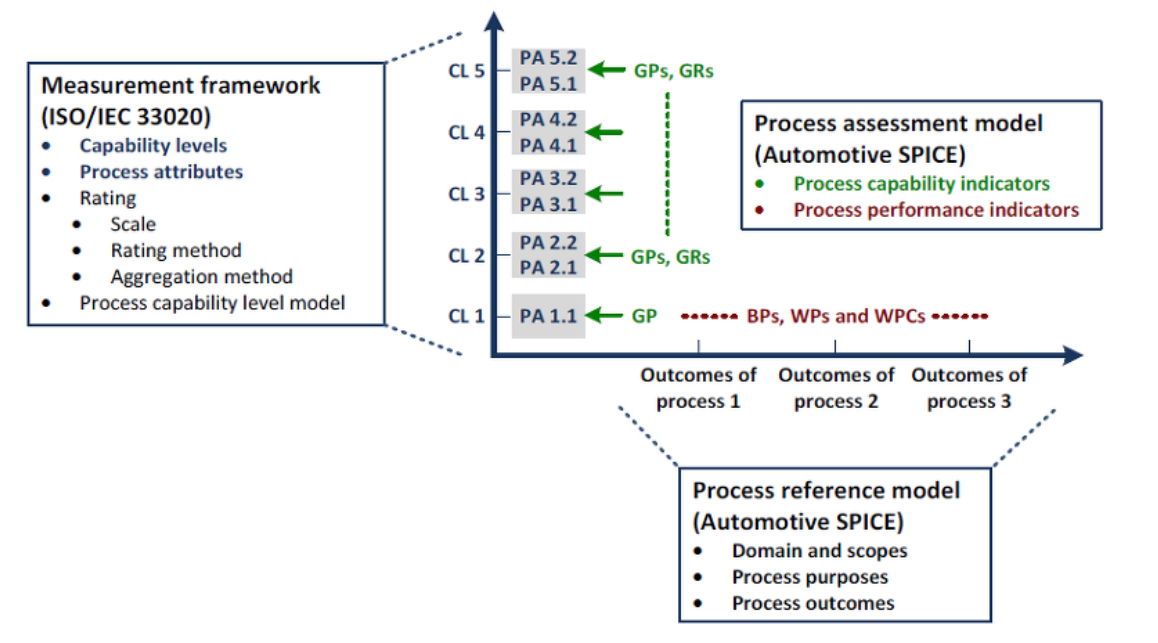 Measurement framework
(ISO/IEC 33020)
• Capability levels
• Process attributes
• Rating
• Scale
• Rating method
• Aggregation method
• Process capability level model
CL 5
PA 5.2
PA 5.1
GPs, GRs
CL 4
PA 4.2
PA 4.1
CL 3
PA 3.2
PA 3.1
CL 2
PA 2.2
PA 2.1
GPs, GRs
CL 1
PA 1.1
GP
BPs, WPs and WPCs
Process assessment model
(Automotive SPICE)
• Process capability indicators
• Process performance indicators
Outcomes of
process 1
Outcomes of
process 2
Outcomes of
process 3
Process reference model
(Automotive SPICE)
• Domain and scopes
• Process purposes
• Process outcomes